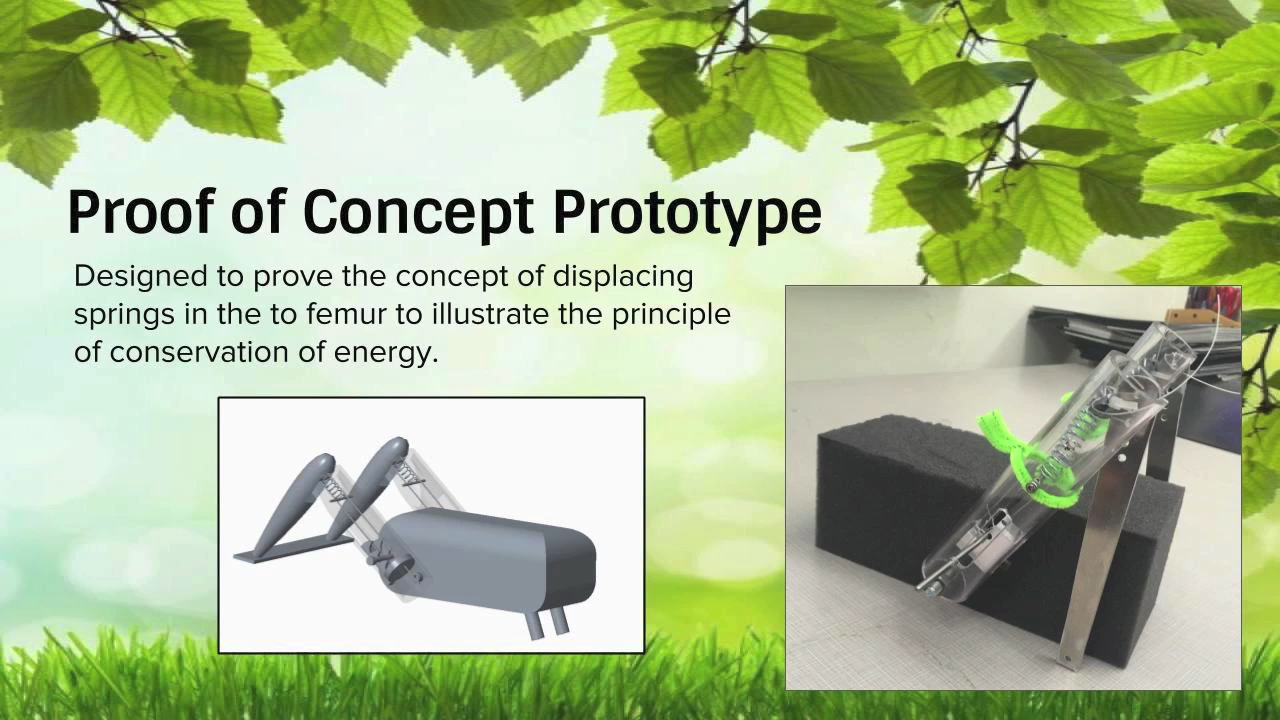 Proof of Concept Prototype
Designed to prove the concept of displacing
springs in the to femur to illustrate the principle
of conservation of energy.